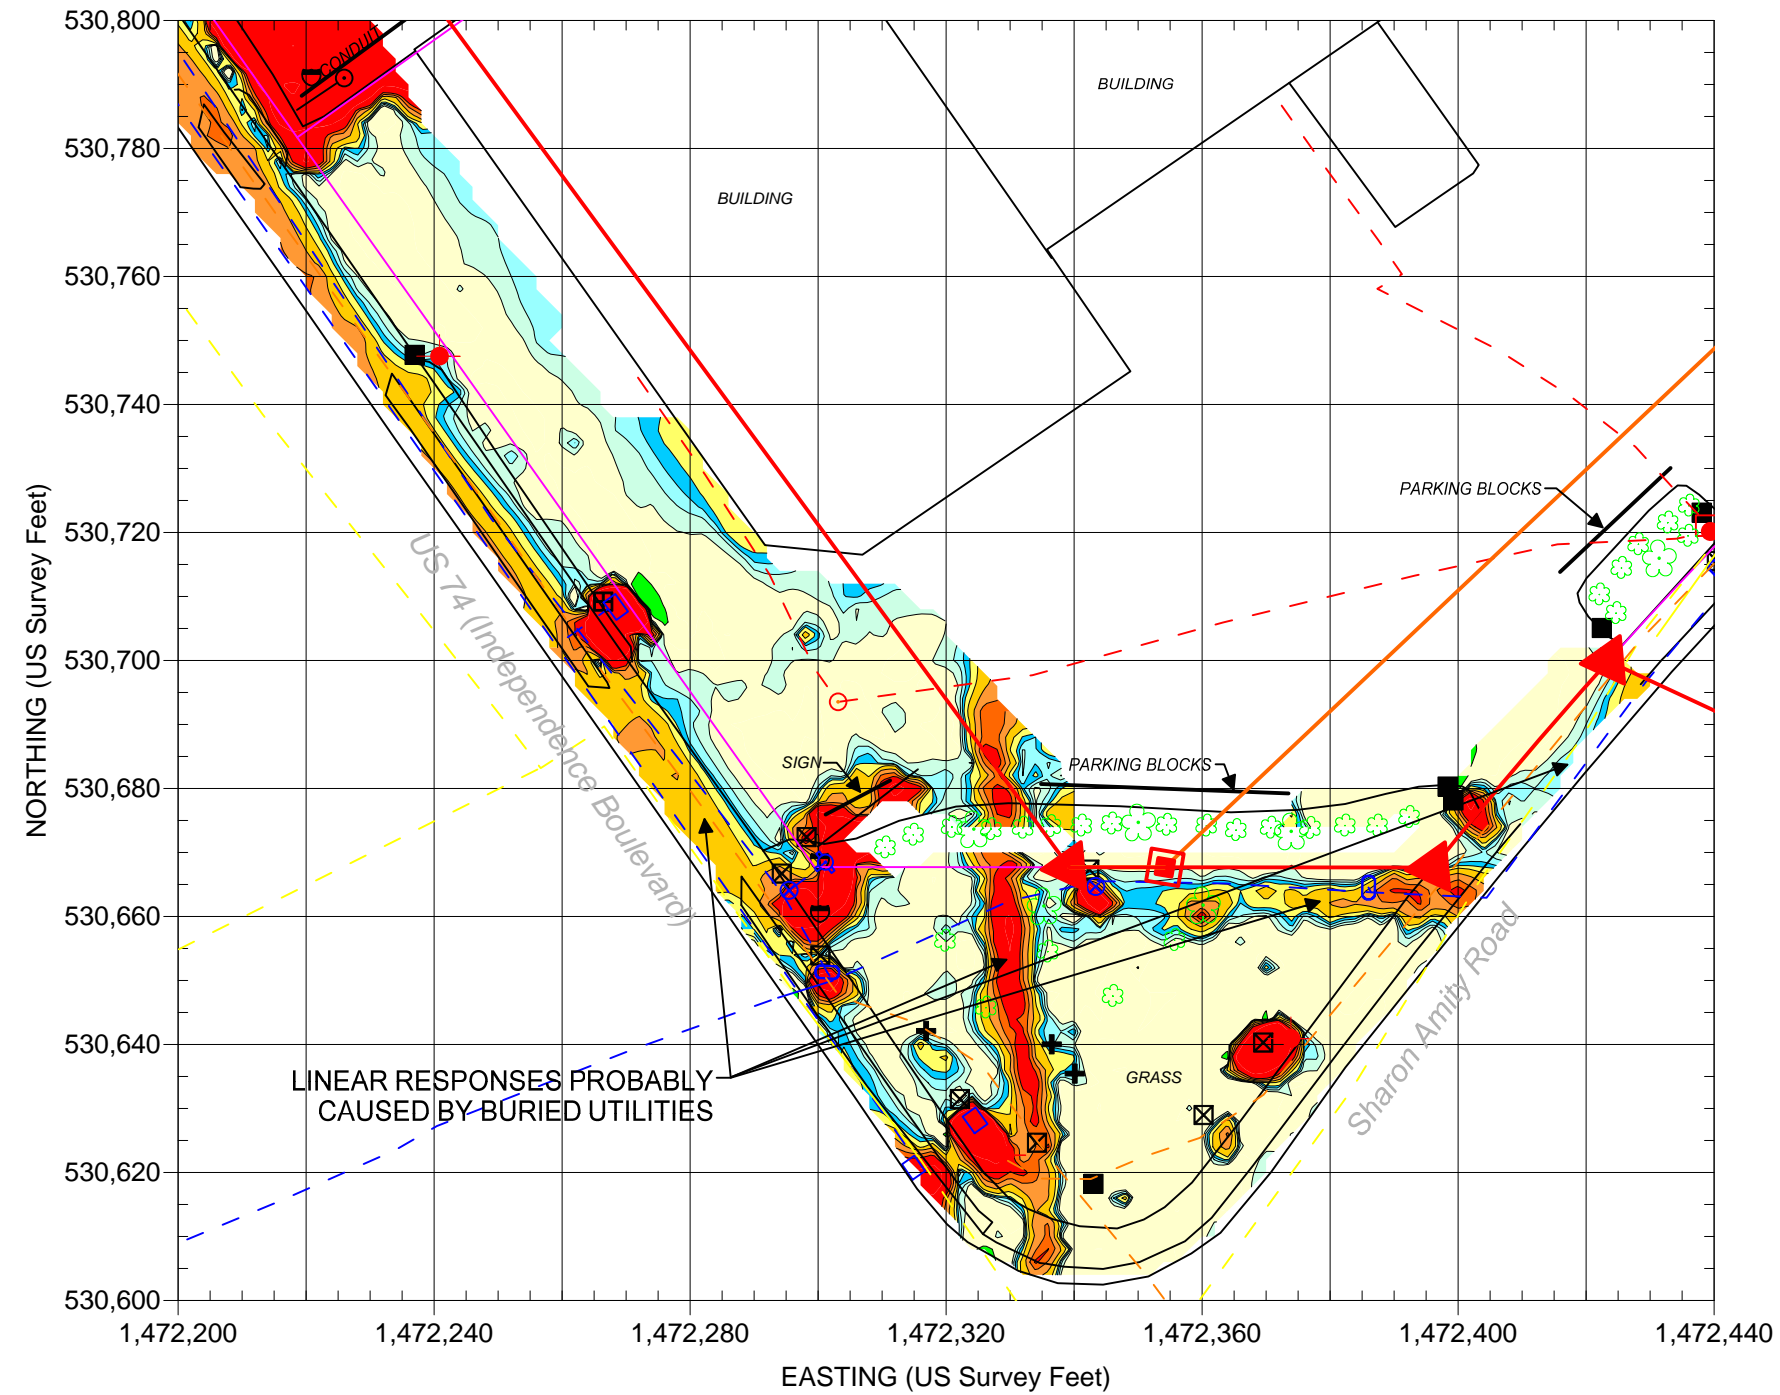 530,800
530,780
530,760
530,740
530,720
530,700
530,680
530,660
530,640
530,620
530,600
NORTHING (US Survey Feet)
CONDUIT
BUILDING
BUILDING
PARKING BLOCKS
US 74 (Independence Boulevard)
SIGN
PARKING BLOCKS
GRASS
Sharon Amity Road
LINEAR RESPONSES PROBABLY
CAUSED BY BURIED UTILITIES
1,472,200
1,472,240
1,472,280
1,472,320
1,472,360
1,472,400
1,472,440
EASTING (US Survey Feet)